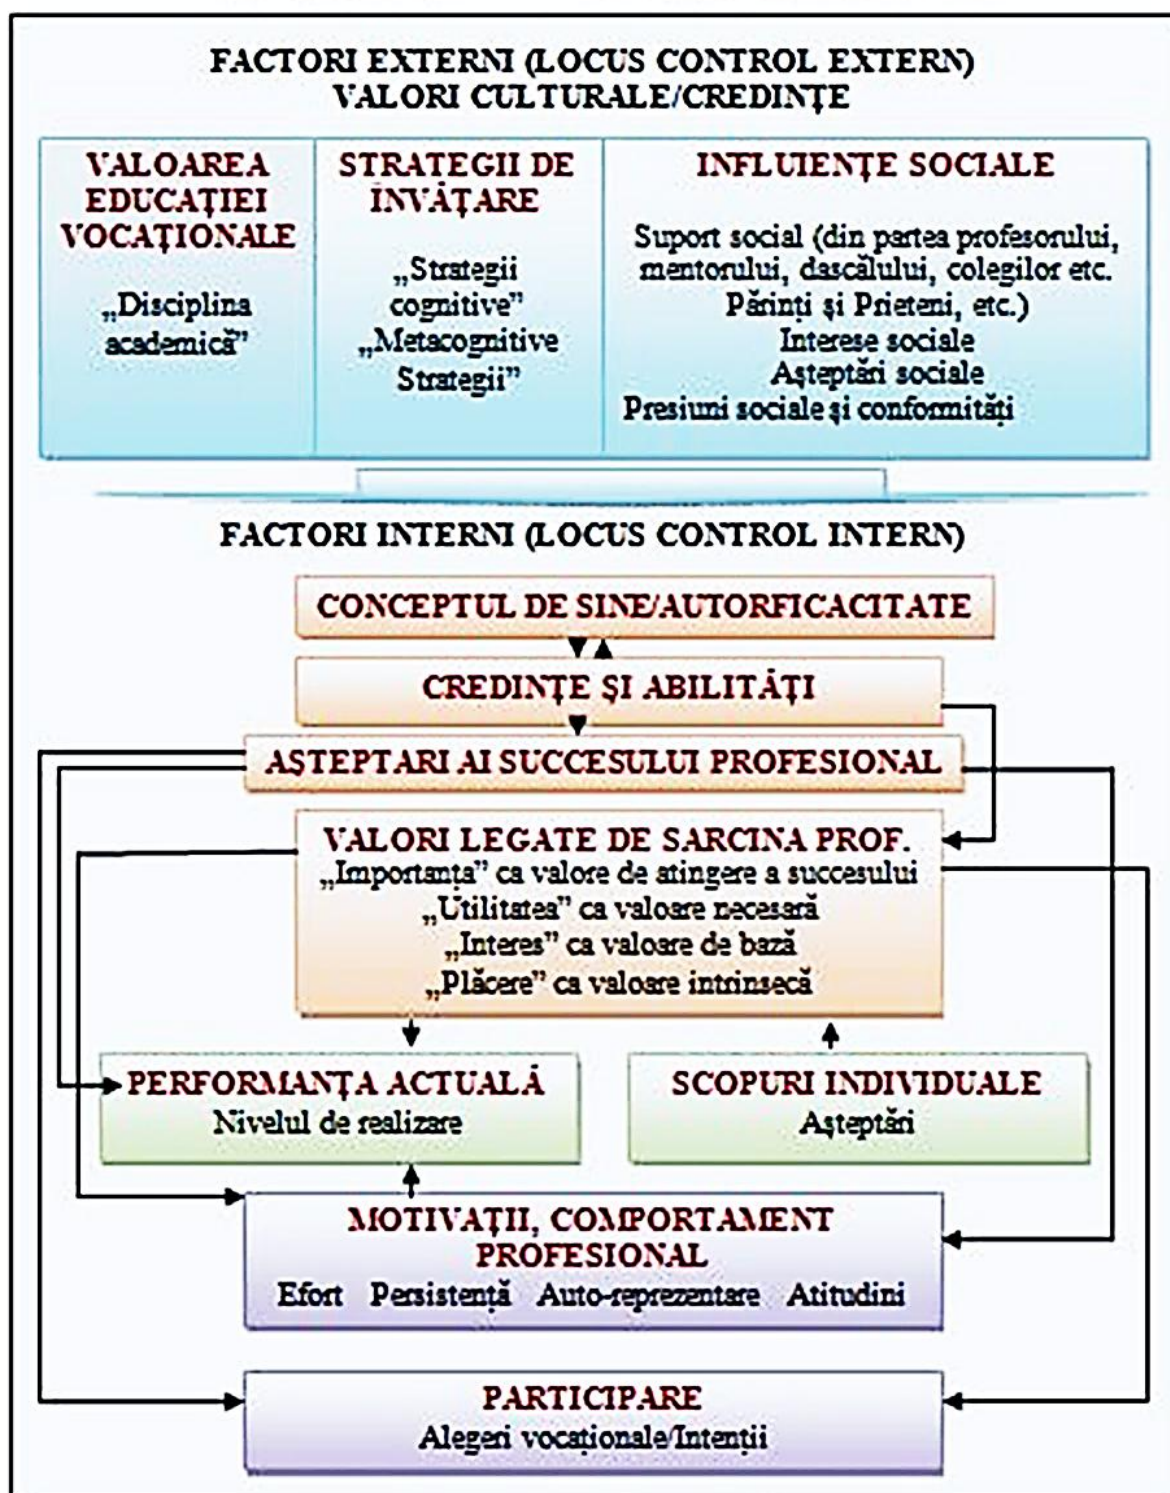 FACTORI EXTERNI (LOCUS CONTROL EXTERN)
VALORI CULTURALE/CREDINȚE
VALOAREA
EDUCAȚIEI
VOCAȚIONALE
„Disciplina
academică”
STRATEGII DE
ÎNVĂȚARE
„Strategii
cognitive”
„Metacognitive
Strategii”
INFLUIENȚE SOCIALE
Suport social (din partea profesorului,
mentorului, dascălului, colegilor etc.
Părinți și Prieteni, etc.)
Interese sociale
Așteptări sociale
Presiuni sociale și conformități
FACTORI INTERNI (LOCUS CONTROL INTERN)
CONCEPTUL DE SINE/AUTORFICACITATE
CREDINȚE ȘI ABILITĂȚI
AȘTEPTARI AI SUCCESULUI PROFESIONAL
VALORI LEGATE DE SARCINA PROF.
„Importanța” ca valore de atingere a succesului
„Utilitatea” ca valoare necesară
„Interes” ca valoare de bază
„Plăcere” ca valoare intrinsecă
PERFORMANȚA ACTUALĂ
Nivelul de realizare
SCOPURI INDIVIDUALE
Așteptări
MOTIVAȚII, COMPORTAMENT
PROFESIONAL
Efort Persistență Auto-reprezentare Atitudini
PARTICIPARE
Alegeri vocaționale/Intenții